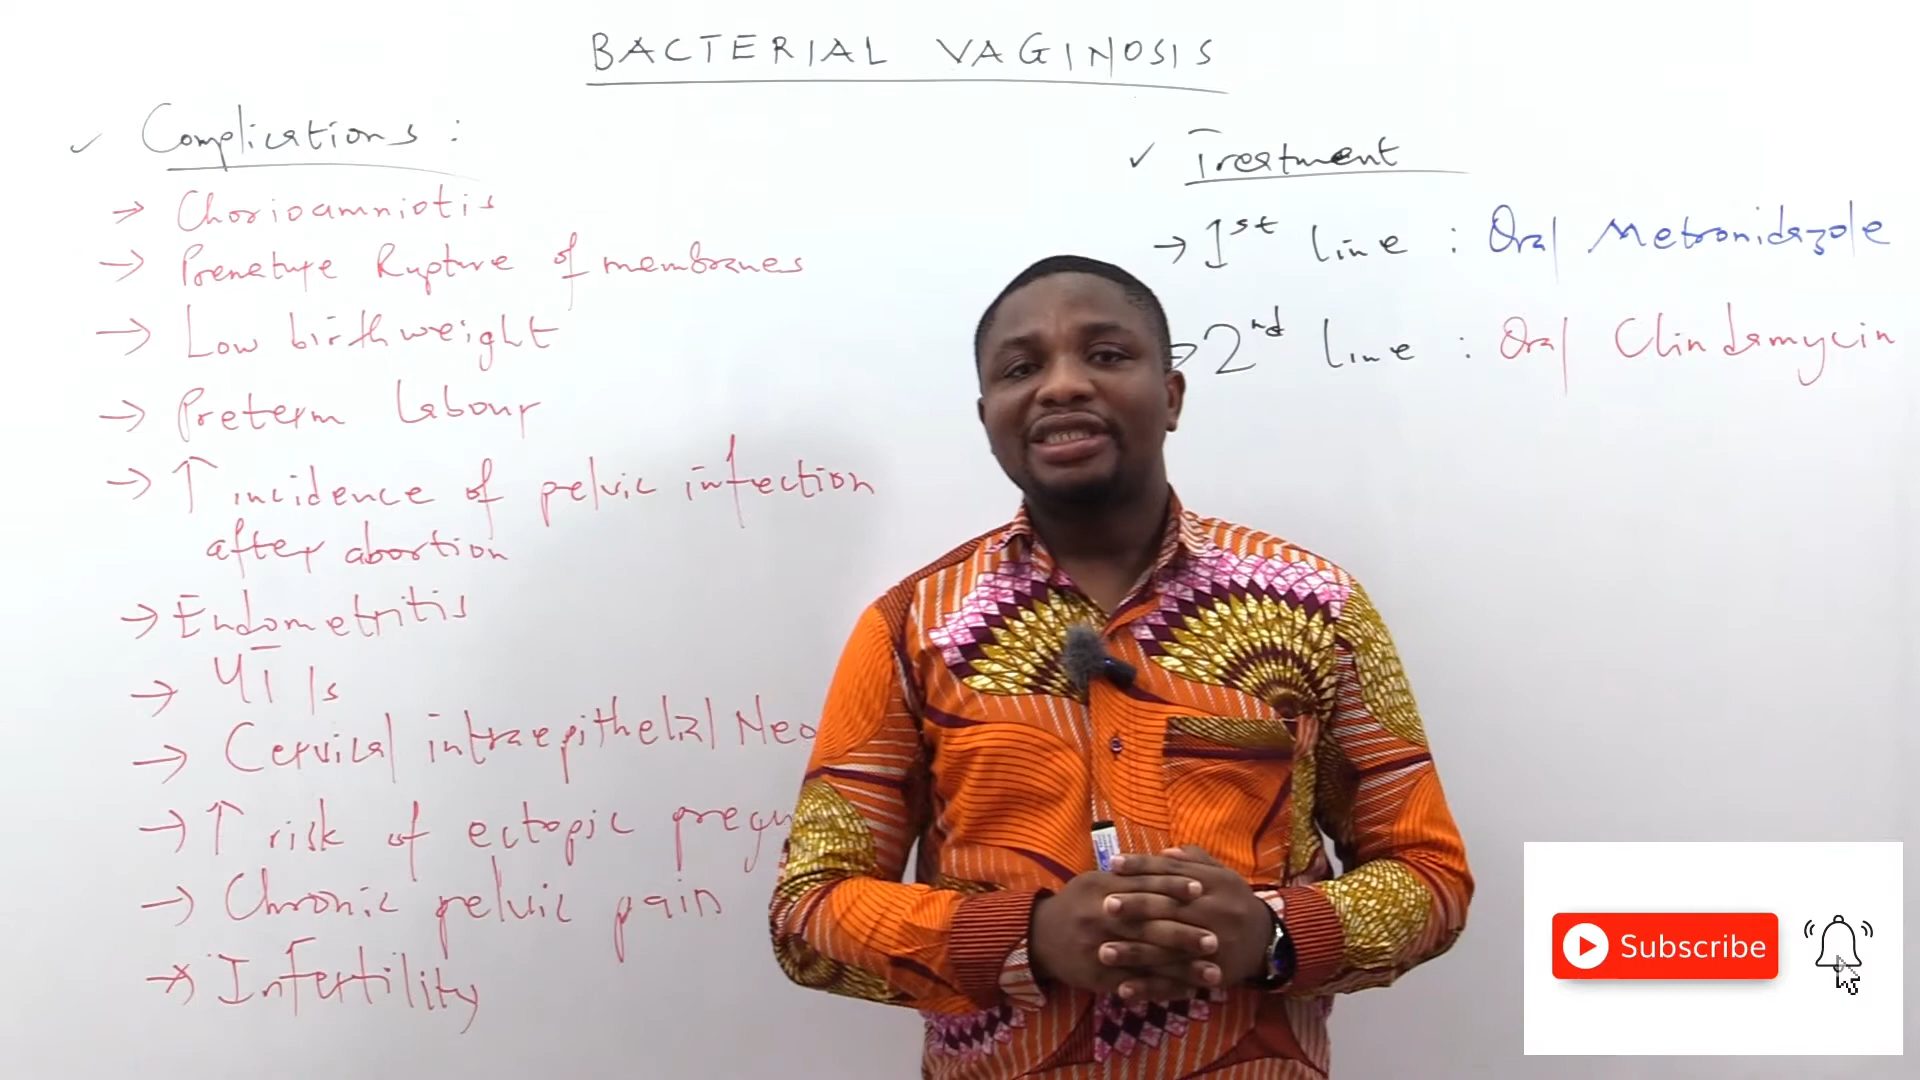 BACTERIAL VAGINOSIS
✓ Complications :
→ Chorioamniotis
→ Premature Rupture of membranes
→ Low birthweight
→ Preterm Labour
→ ↑ incidence of pelvic infection
after abortion
→ Endometritis
→ UTIs
→ Cervical intraepithelial Neo
→ ↑ risk of ectopic pregn
→ Chronic pelvic pain
→ Infertility
✓ Treatment
→ 1st line : Oral Metronidazole
→ 2nd line : Oral Clindamycin
Subscribe